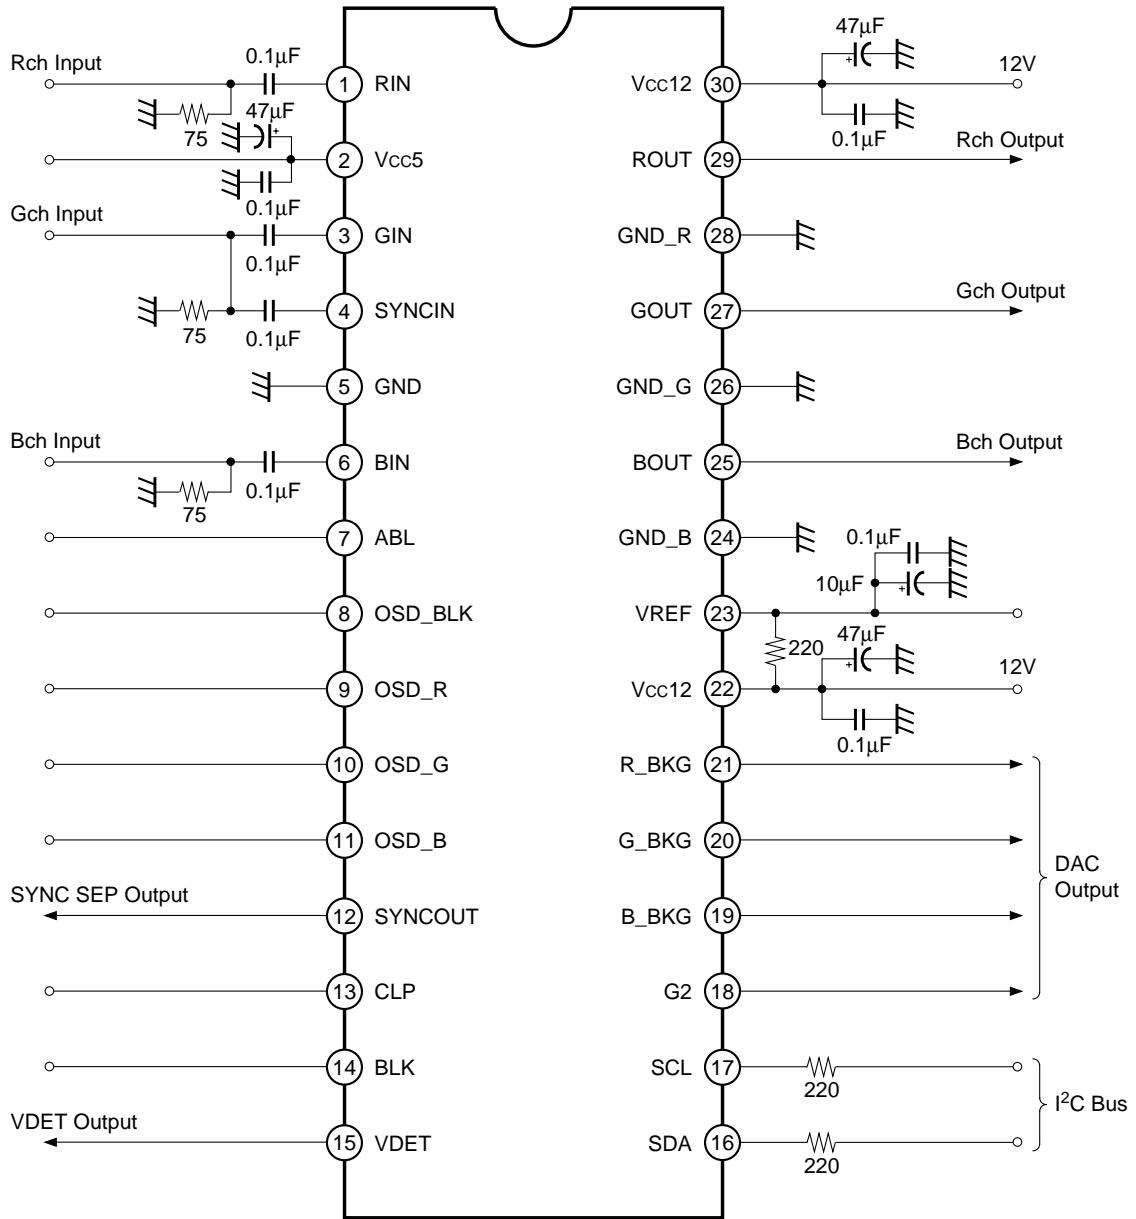 Rch Input
0.1µF
1 RIN
75
47µF
+
2 Vcc5
0.1µF
Gch Input
3 GIN
0.1µF
4 SYNCIN
75
0.1µF
5 GND
Bch Input
6 BIN
0.1µF
75
7 ABL
8 OSD_BLK
9 OSD_R
10 OSD_G
11 OSD_B
SYNC SEP Output
12 SYNCOUT
13 CLP
14 BLK
VDET Output
15 VDET
47µF
+
12V
Vcc12 30
0.1µF
Rch Output
ROUT 29
GND_R 28
Gch Output
GOUT 27
GND_G 26
Bch Output
BOUT 25
GND_B 24
0.1µF
10µF
+
VREF 23
220
47µF
+
12V
Vcc12 22
0.1µF
R_BKG 21
G_BKG 20
DAC
Output
B_BKG 19
G2 18
SCL 17
220
I²C Bus
SDA 16
220